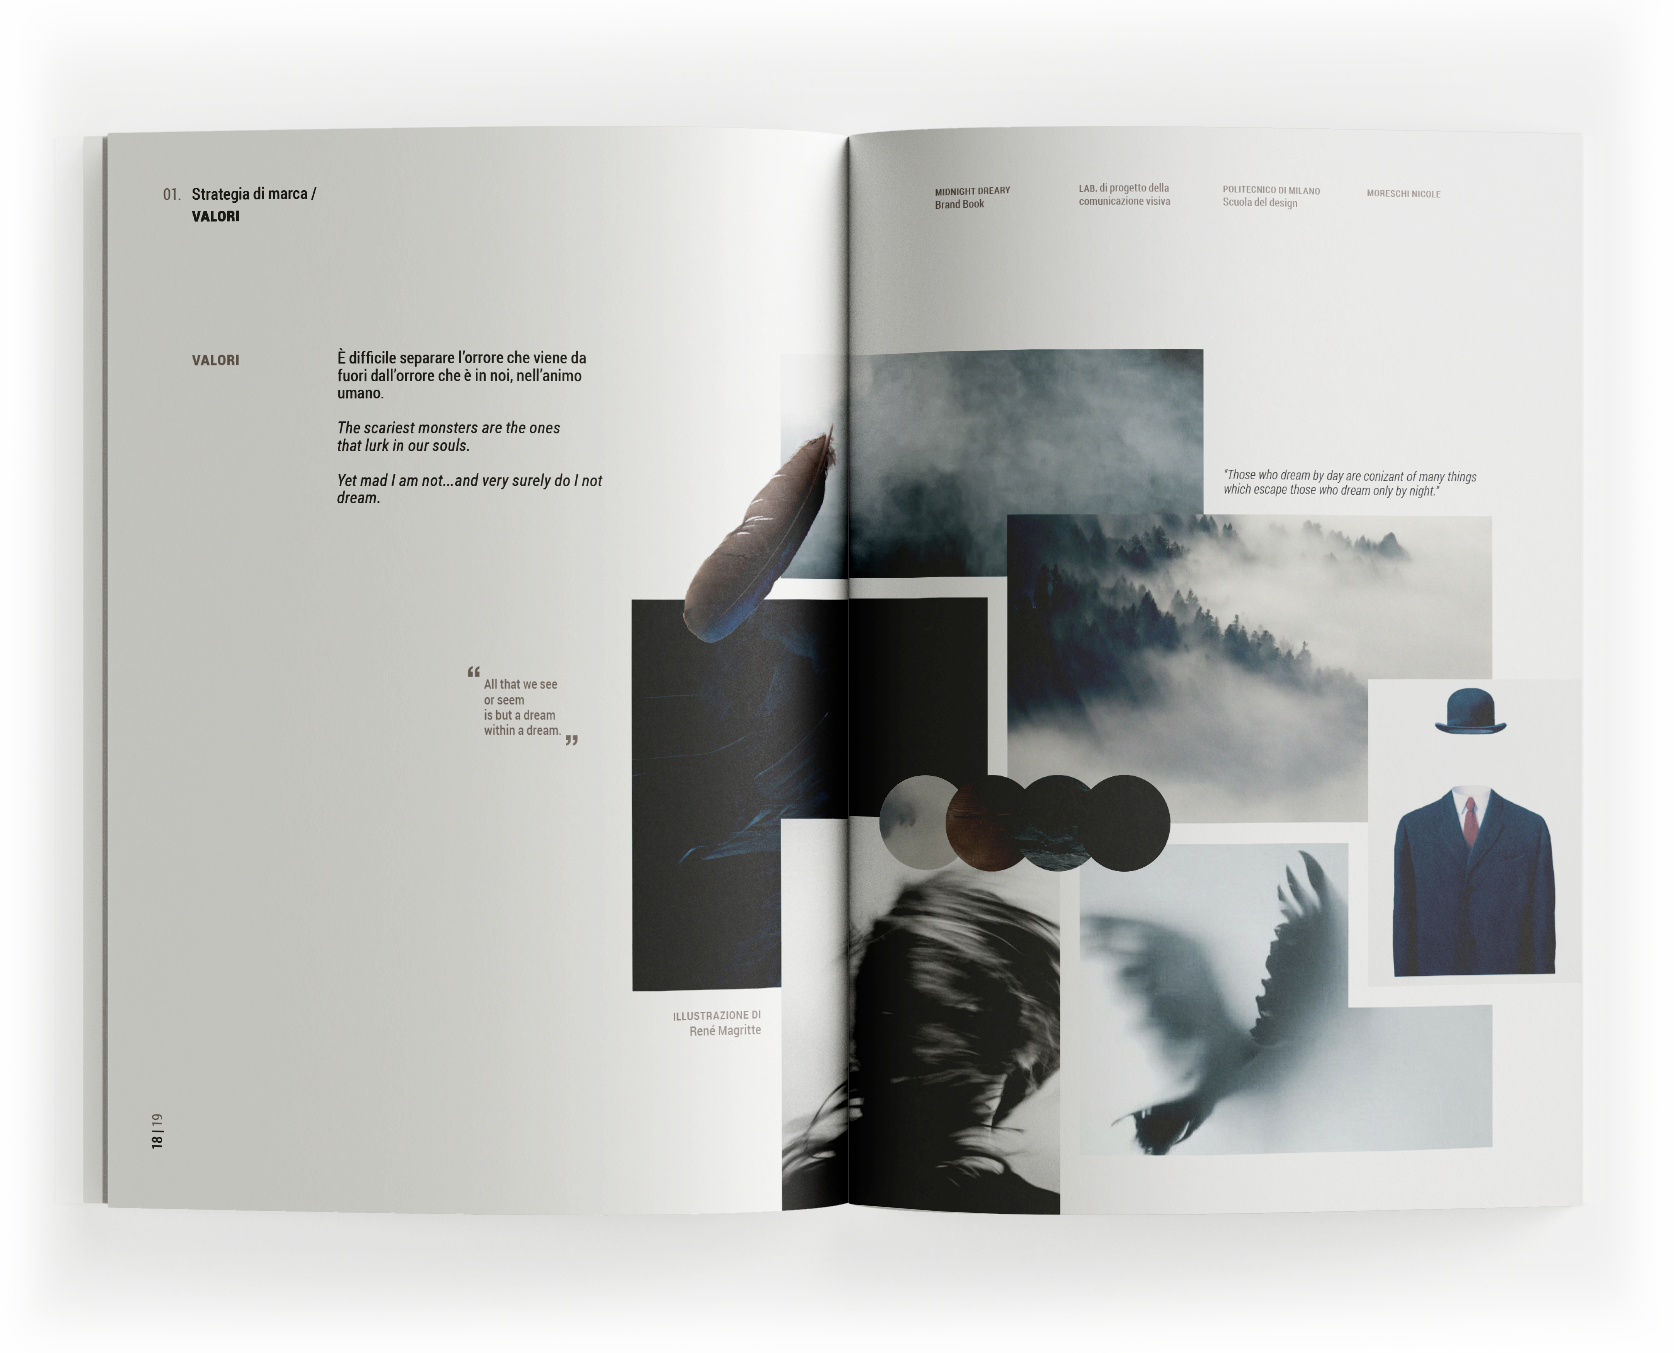 01. Strategia di marca /
VALORI
MIDNIGHT DREARY
Brand Book
LAB. di progetto della
comunicazione visiva
POLITECNICO DI MILANO
Scuola del design
MORESCHI NICOLE
VALORI
È difficile separare l'orrore che viene da
fuori dall'orrore che è in noi, nell'animo
umano.
The scariest monsters are the ones
that lurk in our souls.
Yet mad I am not...and very surely do I not
dream.
"Those who dream by day are conizant of many things
which escape those who dream only by night."
“ All that we see
or seem
is but a dream
within a dream. ”
ILLUSTRAZIONE DI
René Magritte
18 | 19